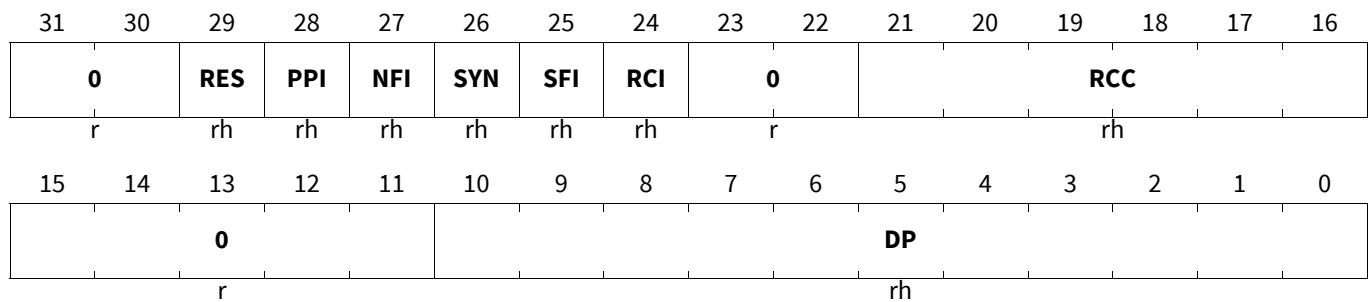 31 30 29 28 27 26 25 24 23 22 21 20 19 18 17 16
0 RES PPI NFI SYN SFI RCI 0 RCC
r rh rh rh rh rh rh r rh
15 14 13 12 11 10 9 8 7 6 5 4 3 2 1 0
0 DP
r rh